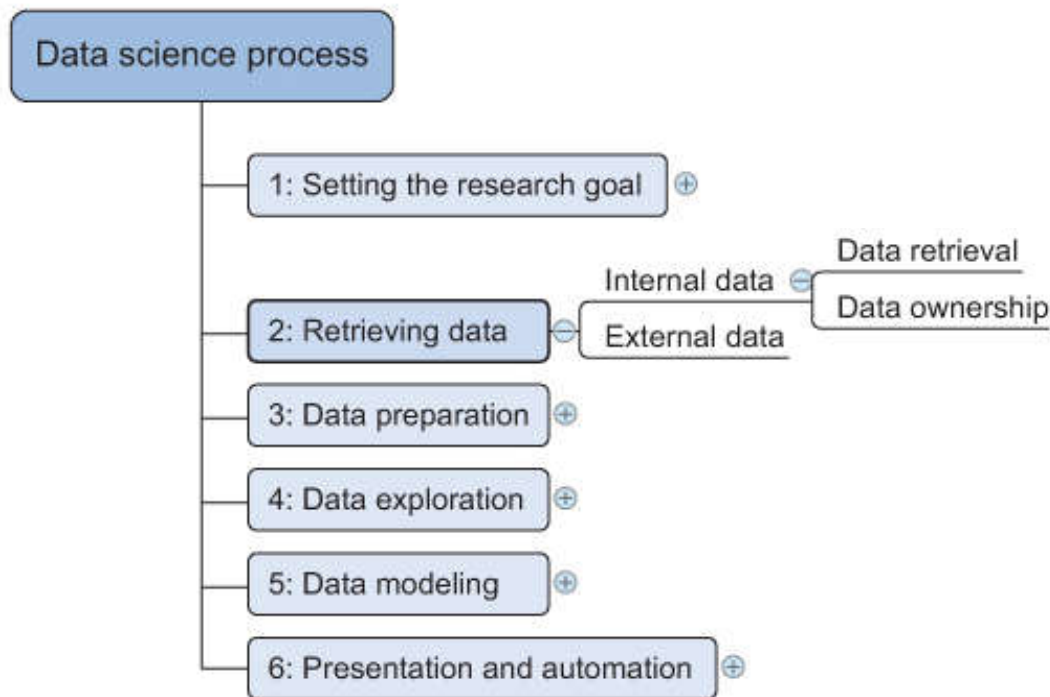 Data science process
1: Setting the research goal
2: Retrieving data
Internal data
External data
Data retrieval
Data ownership
3: Data preparation
4: Data exploration
5: Data modeling
6: Presentation and automation